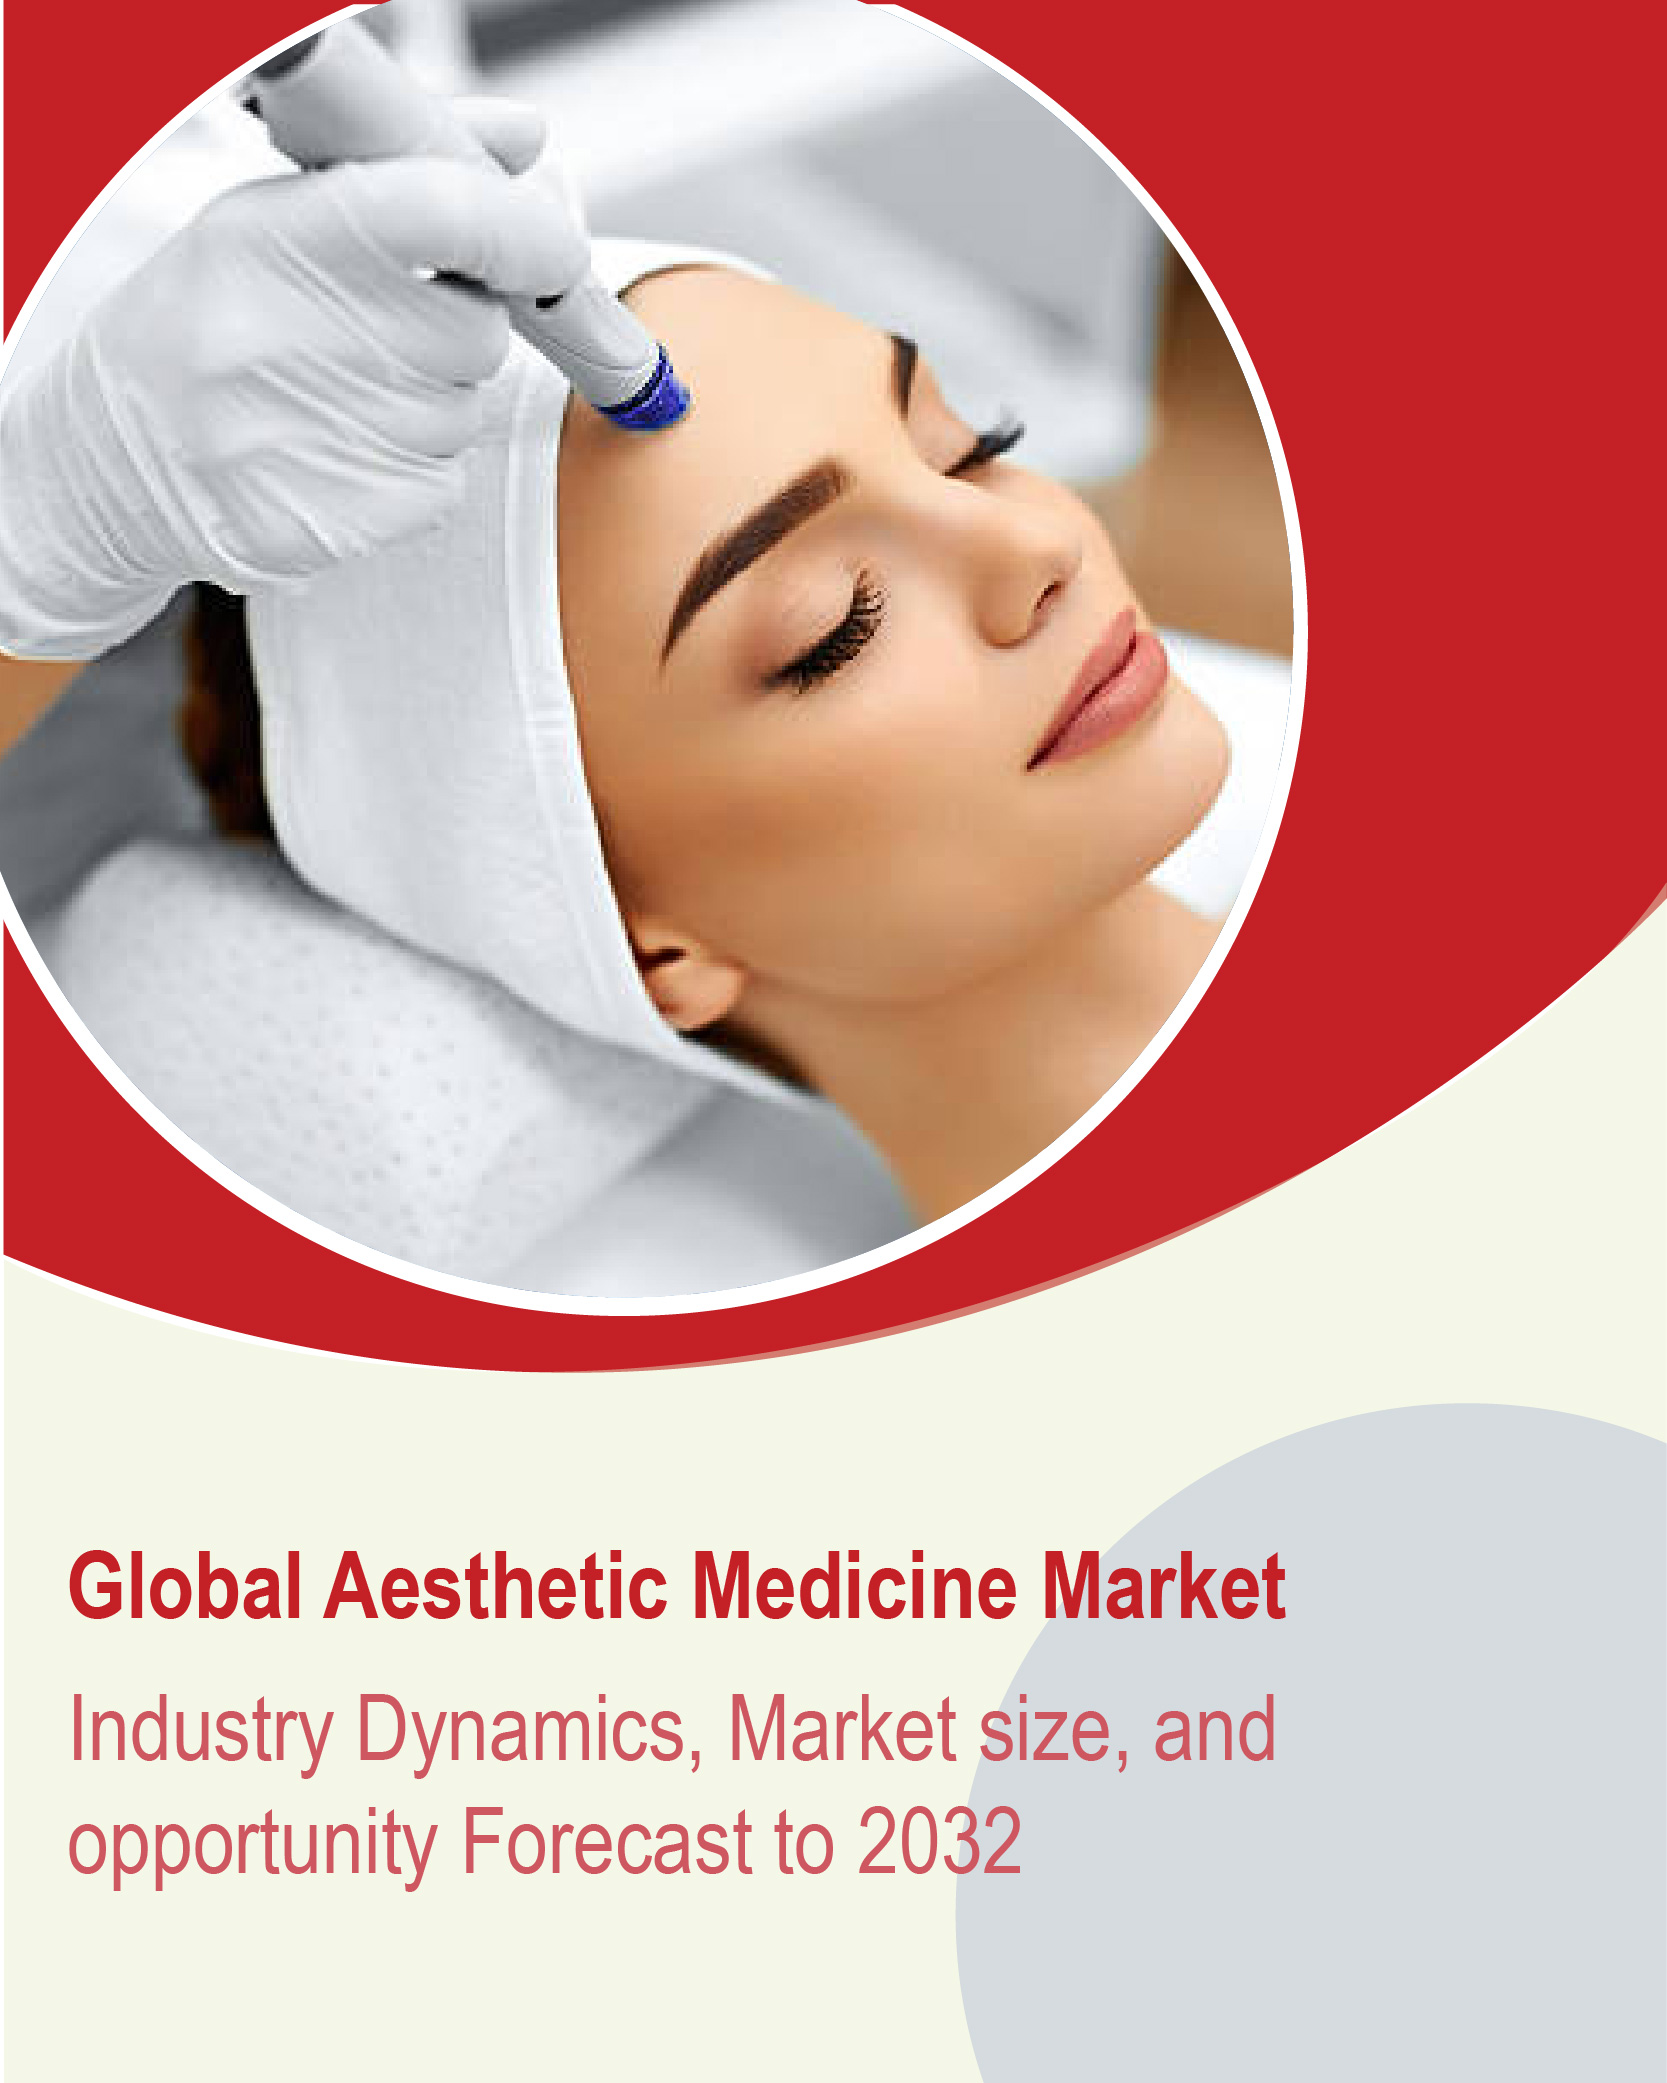 Global Aesthetic Medicine Market
Industry Dynamics, Market size, and
opportunity Forecast to 2032